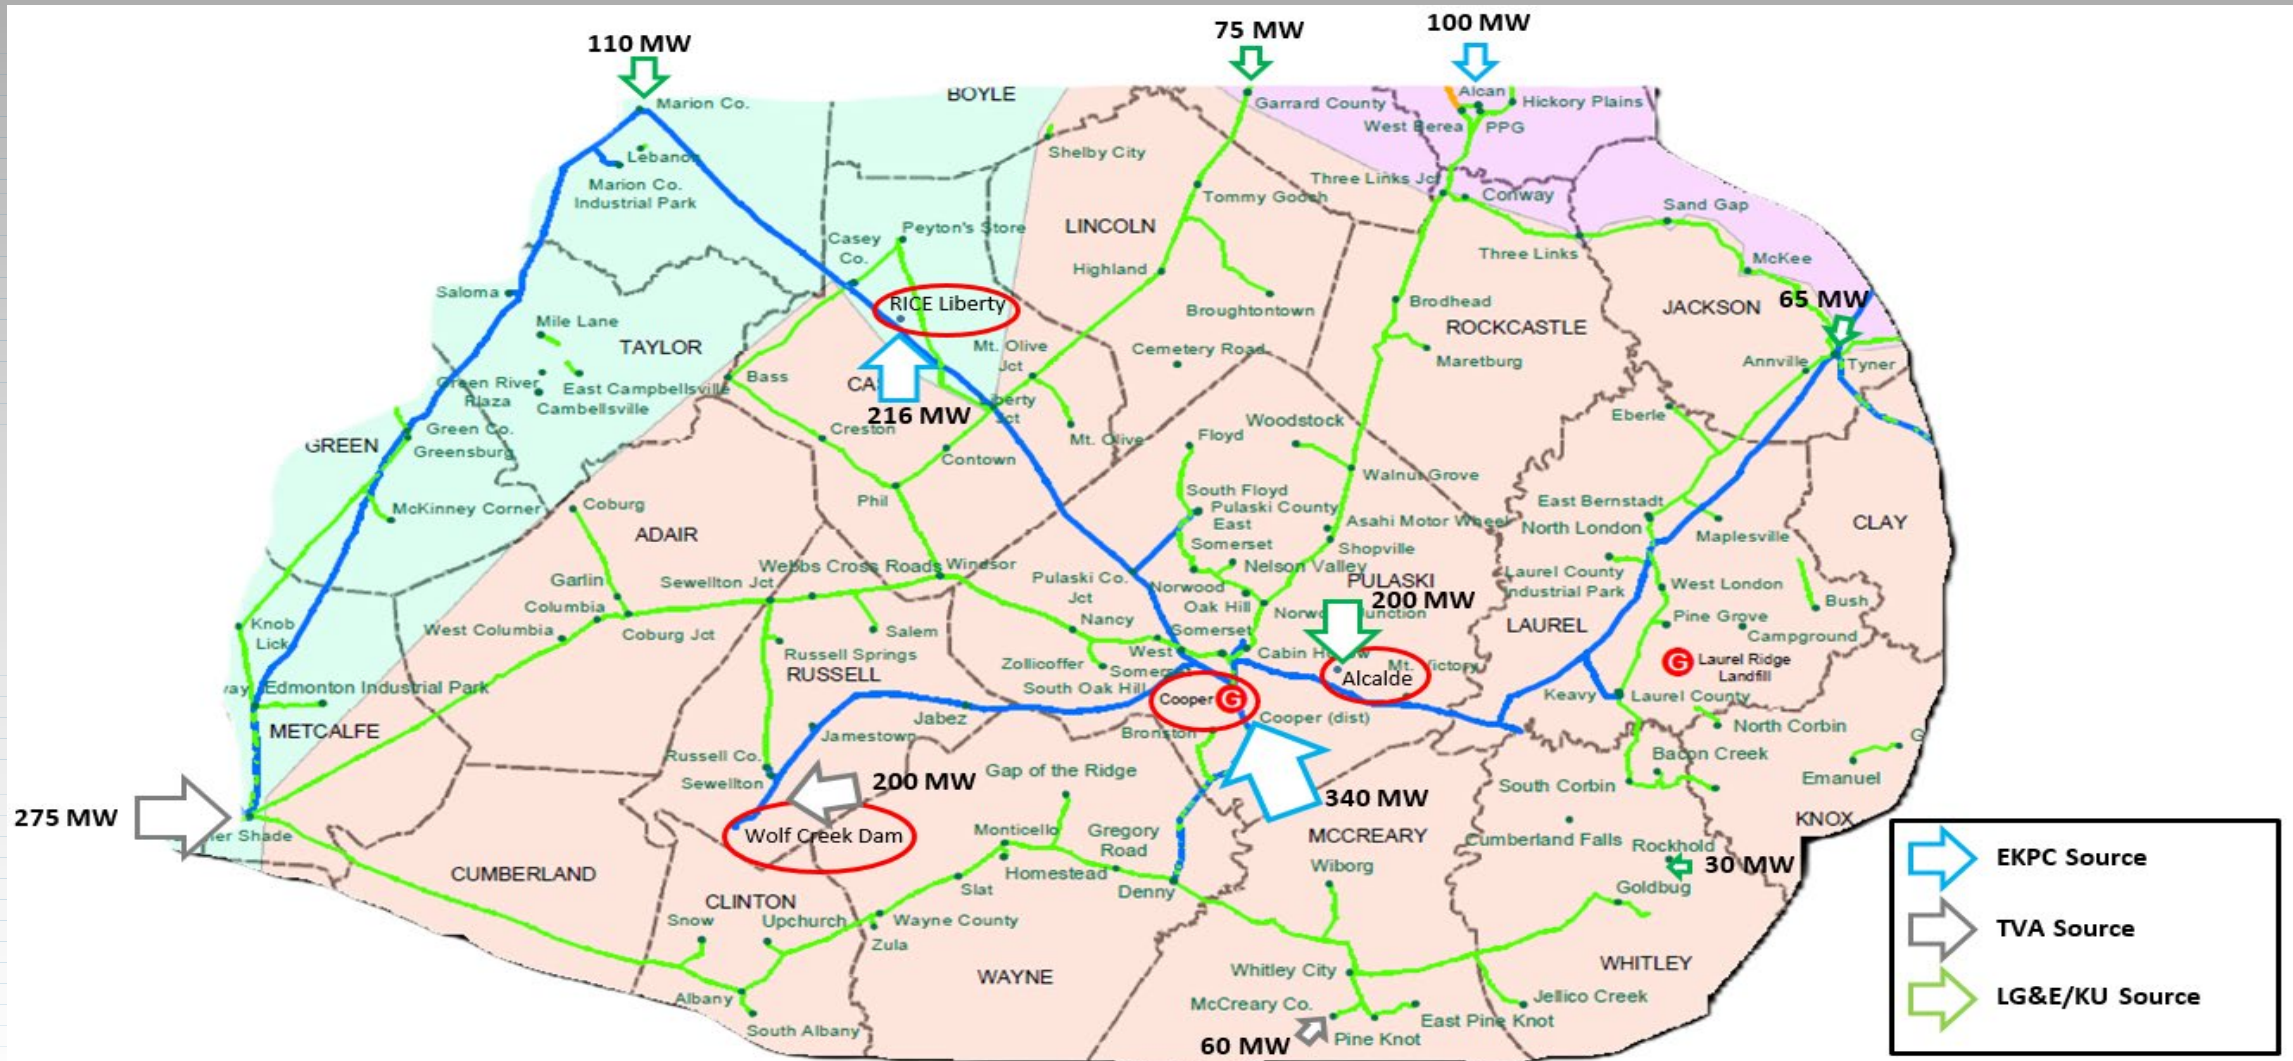 110 MW
75 MW
100 MW
Marion Co.
BOYLE
Garrard County
Alcan
Hickory Plains
West Berea
PPG
Lebanon
Shelby City
Marion Co.
Industrial Park
Three Links Jct
Conway
Tommy Gooch
Sand Gap
Peyton's Store
LINCOLN
Casey
Co.
Highland
Three Links
McKee
Saloma
RICE Liberty
Broughtontown
Brodhead
JACKSON
65 MW
Mile Lane
ROCKCASTLE
TAYLOR
Mt. Olive
Jct
Cemetery Road
Maretburg
Annville
Tyner
Green River
Plaza
East Campbellsville
Cambellsville
Bass
216 MW
Liberty
Jct
Eberle
Green Co.
Greensburg
GREEN
Creston
Mt. Olive
Floyd
Woodstock
Contown
Walnut Grove
McKinney Corner
Coburg
Phil
South Floyd
Pulaski County
East
Somerset
Asahi Motor Wheel
East Bernstadt
North London
Maplesville
CLAY
ADAIR
Shopville
Webbs Cross Roads
Windsor
Nelson Valley
Garlin
Sewellton Jct
Pulaski Co.
Jct
Norwood
PULASKI
Laurel County
Industrial Park
West London
Columbia
Oak Hill
200 MW
Bush
West Columbia
Coburg Jct
Nancy
Pine Grove
Knob
Lick
Salem
Somerset
LAUREL
Campground
Russell Springs
Zollicoffer
West
Somerset
Cabin Hollow
Mt. Victory
G
Laurel Ridge
Landfill
RUSSELL
South Oak Hill
Alcalde
Edmonton Industrial Park
Cooper
G
Keavy
Laurel County
METCALFE
Jabez
Cooper (dist)
Jamestown
Bronston
North Corbin
Russell Co.
Sewellton
Bacon Creek
Gap of the Ridge
South Corbin
Emanuel
200 MW
340 MW
275 MW
Wolf Creek Dam
Monticello
Gregory
Road
MCCREARY
Cumberland Falls
Rockhold
KNOX
CUMBERLAND
Homestead
Wiborg
30 MW
Slat
Denny
Goldbug
CLINTON
Snow
Upchurch
Wayne County
Zula
WAYNE
Whitley City
WHITLEY
Albany
McCreary Co.
Jellico Creek
South Albany
East Pine Knot
Pine Knot
60 MW
EKPC Source
TVA Source
LG&E/KU Source